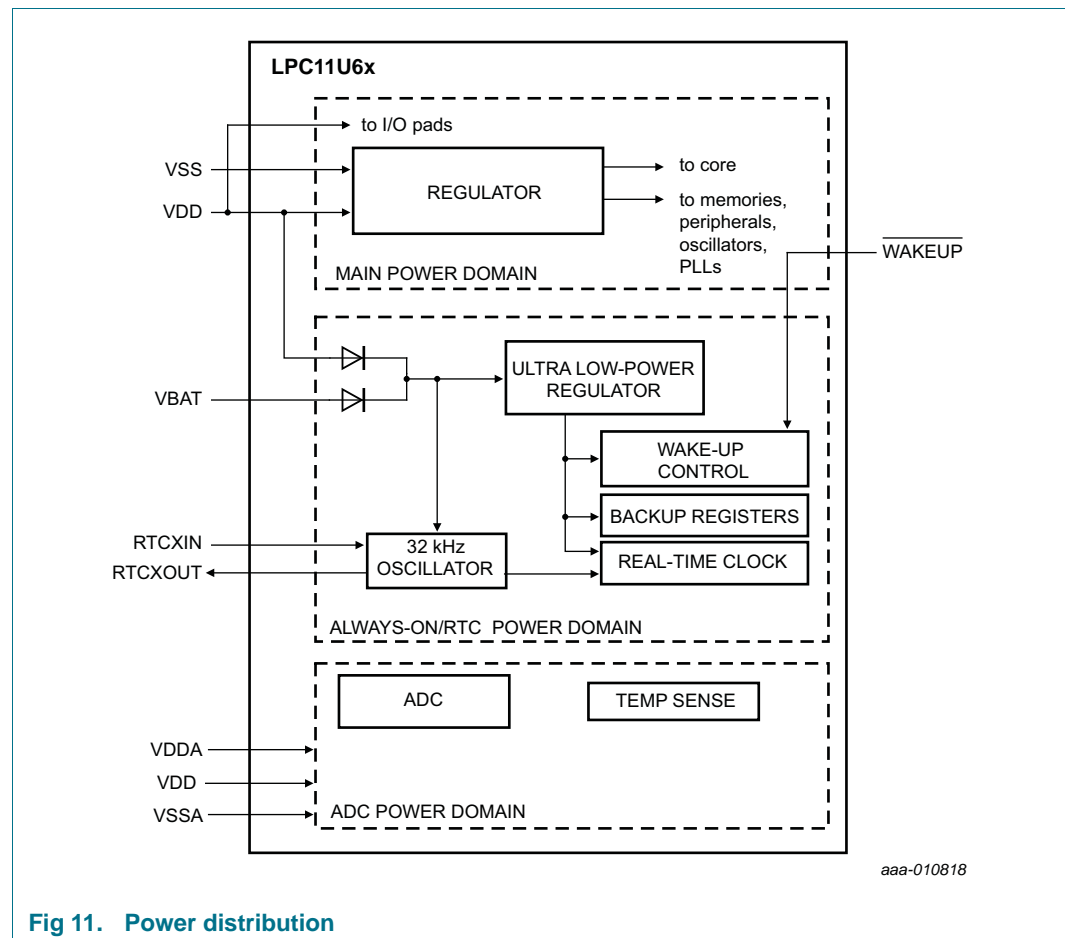 LPC11U6x
to I/O pads
VSS
VDD
REGULATOR
to core
to memories,
peripherals,
oscillators,
PLLs
WAKEUP
MAIN POWER DOMAIN
VBAT
ULTRA LOW-POWER
REGULATOR
WAKE-UP
CONTROL
BACKUP REGISTERS
REAL-TIME CLOCK
RTCXIN
RTCXOUT
32 kHz
OSCILLATOR
ALWAYS-ON/RTC POWER DOMAIN
ADC
TEMP SENSE
VDDA
VDD
VSSA
ADC POWER DOMAIN
aaa-010818
Fig 11. Power distribution